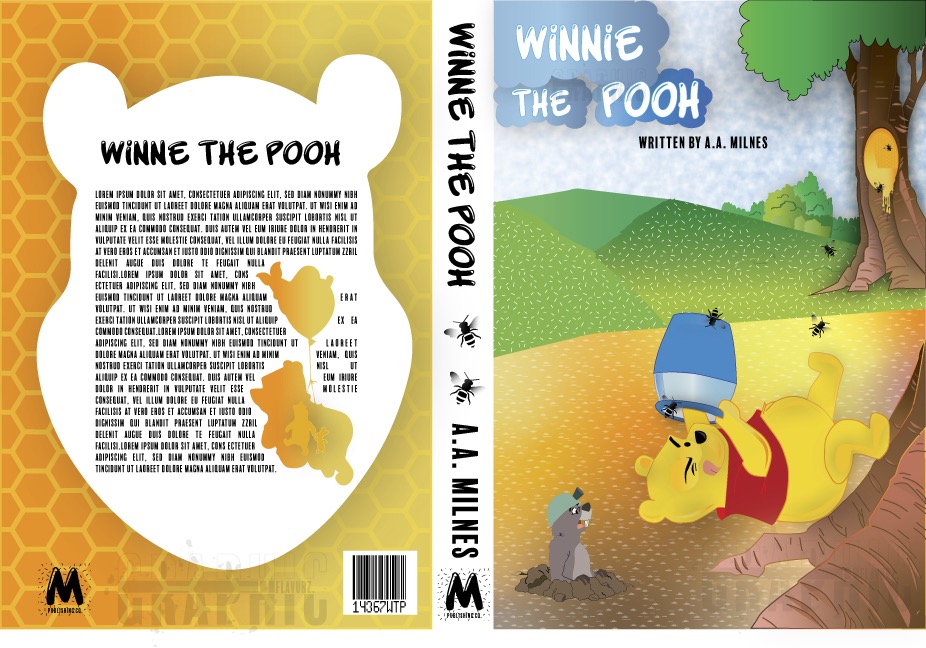 WINNE THE POOH
LOREM IPSUM DOLOR SIT AMET, CONSECTETUER ADIPISCING ELIT, SED DIAM NONUMMY NIBH
EUISMOD TINCIDUNT UT LAOREET DOLORE MAGNA ALIQUAM ERAT VOLUTPAT. UT WISI ENIM AD
MINIM VENIAM, QUIS NOSTRUD EXERCI TATION ULLAMCORPER SUSCIPIT LOBORTIS NISL UT
ALIQUIP EX EA COMMODO CONSEQUAT. DUIS AUTEM VEL EUM IRIURE DOLOR IN HENDRERIT IN
VULPUTATE VELIT ESSE MOLESTIE CONSEQUAT, VEL ILLUM DOLORE EU FEUGIAT NULLA FACILISIS
AT VERO EROS ET ACCUMSAN ET IUSTO ODIO DIGNISSIM QUI BLANDIT PRAESENT LUPTATUM ZZRIL
DELENIT AUGUE DUIS DOLORE TE FEUGAIT NULLA
FACILISI.LOREM IPSUM DOLOR SIT AMET, CONS
ECTETUER ADIPISCING ELIT, SED DIAM NONUMMY NIBH
EUISMOD TINCIDUNT UT LAOREET DOLORE MAGNA ALIQUAM ERAT
VOLUTPAT. UT WISI ENIM AD MINIM VENIAM, QUIS NOSTRUD
EXERCI TATION ULLAMCORPER SUSCIPIT LOBORTIS NISL UT ALIQUIP EX EA
COMMODO CONSEQUAT.LOREM IPSUM DOLOR SIT AMET, CONSECTETUER
ADIPISCING ELIT, SED DIAM NONUMMY NIBH EUISMOD TINCIDUNT UT LAOREET
DOLORE MAGNA ALIQUAM ERAT VOLUTPAT. UT WISI ENIM AD MINIM VENIAM, QUIS
NOSTRUD EXERCI TATION ULLAMCORPER SUSCIPIT LOBORTIS NISL UT
ALIQUIP EX EA COMMODO CONSEQUAT. DUIS AUTEM VEL EUM IRIURE
DOLOR IN HENDRERIT IN VULPUTATE VELIT ESSE MOLESTIE
CONSEQUAT, VEL ILLUM DOLORE EU FEUGIAT NULLA
FACILISIS AT VERO EROS ET ACCUMSAN ET IUSTO ODIO
DIGNISSIM QUI BLANDIT PRAESENT LUPTATUM ZZRIL
DELENIT AUGUE DUIS DOLORE TE FEUGAIT NULLA
FACILISI.LOREM IPSUM DOLOR SIT AMET, CONS ECTETUER
ADIPISCING ELIT, SED DIAM NONUMMY NIBH EUISMOD
TINCIDUNT UT LAOREET DOLORE MAGNA ALIQUAM ERAT VOLUTPAT.
M
PUBLISHING CO.
14367WTP
WINNE THE POOH
A.A. MILNES
M
PUBLISHING CO.
WINNIE
THE POOH
WRITTEN BY A.A. MILNES